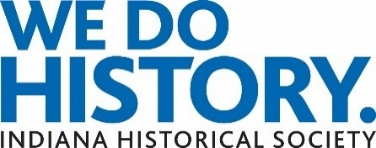 WE DO
HISTORY.
INDIANA HISTORICAL SOCIETY